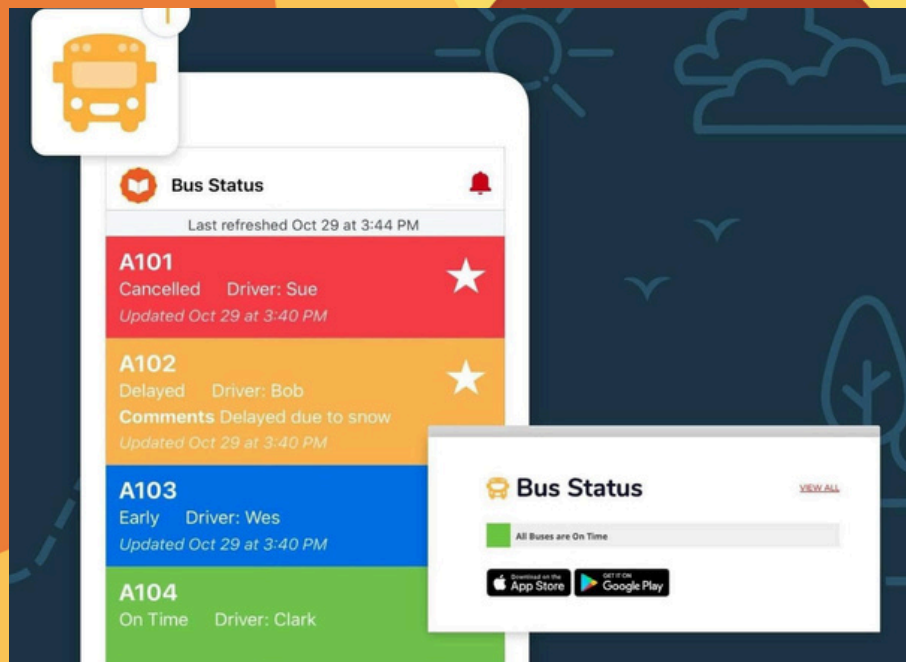 1
Bus Status
Last refreshed Oct 29 at 3:44 PM
A101
Cancelled Driver: Sue
Updated Oct 29 at 3:40 PM
A102
Delayed Driver: Bob
Comments Delayed due to snow
Updated Oct 29 at 3:40 PM
A103
Early Driver: Wes
Updated Oct 29 at 3:40 PM
A104
On Time Driver: Clark
Bus Status
VIEW ALL
All Buses are On Time
Download on the
App Store
GET IT ON
Google Play